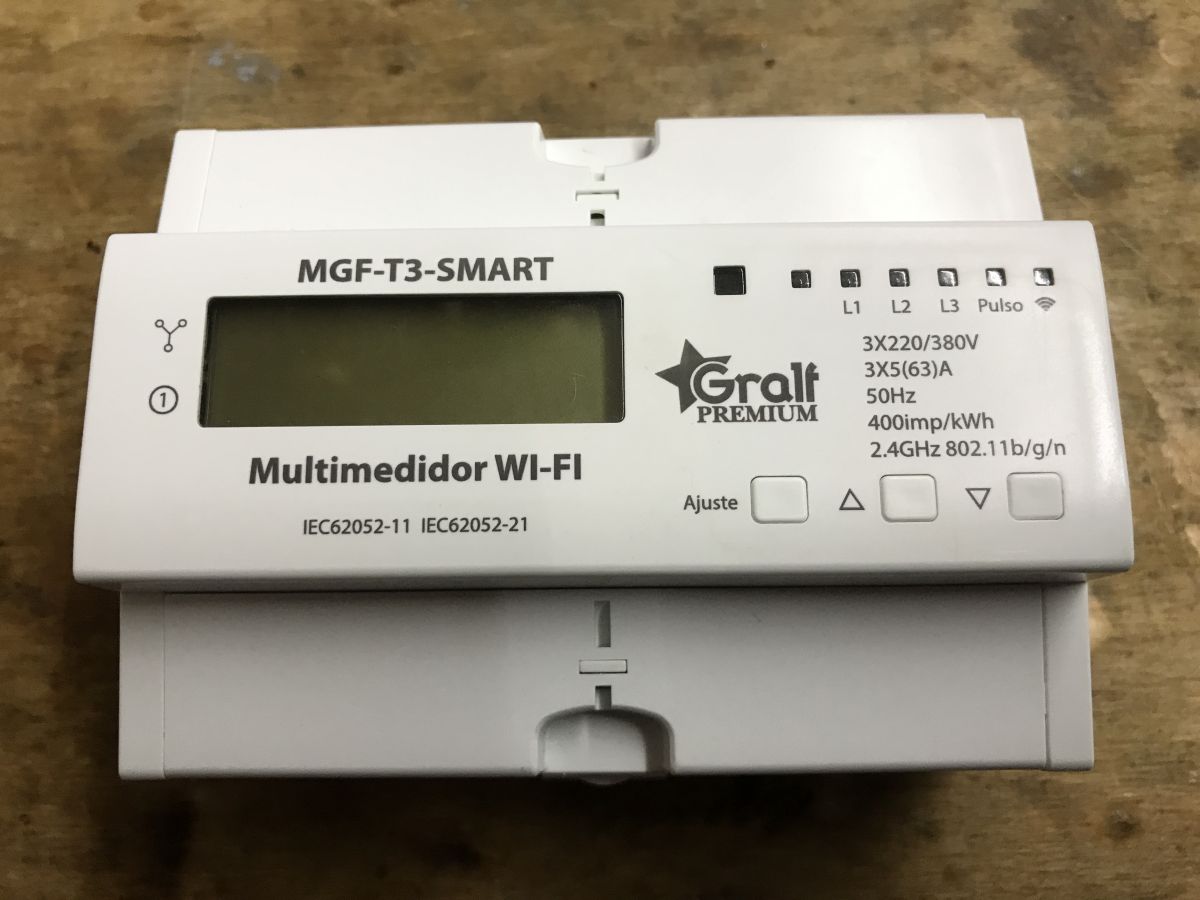 MGF-T3-SMART
1
Multimedidor WI-FI
IEC62052-11 IEC62052-21
L1 L2 L3 Pulso
Gralf
PREMIUM
3X220/380V
3X5(63)A
50Hz
400imp/kWh
2.4GHz 802.11b/g/n
Ajuste